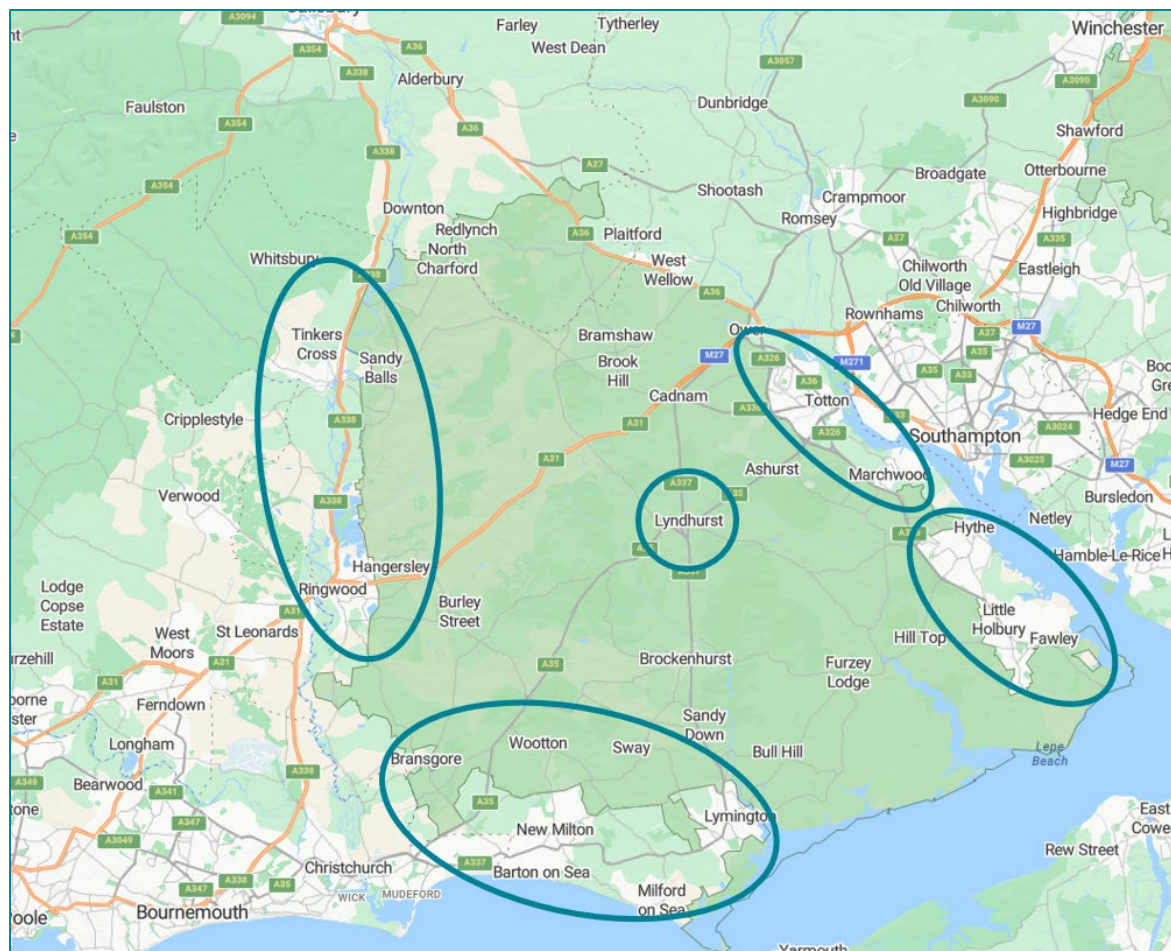 A3094
Farley
Tytherley
West Dean
Winchester
A354
A36
A338
A3057
Alderbury
A3090
Dunbridge
A3090
Faulston
A354
A36
Shawford
A338
A27
Otterbourne
Broadgate
A354
Shootash
Crampmoor
Downton
Romsey
Highbridge
Redlynch
A36
Plaitford
A27
A335
A354
North
Charford
Whitsbury
West
Wellow
Chilworth
Old Village
Eastleigh
A338
A36
Chilworth
Rownhams
Tinkers
Cross
Bramshaw
Ower
M27
A27
Sandy
Balls
Brook
Hill
M27
A326
M271
A35
A36
A35
A33
Cadnam
Totton
Cripplestyle
A338
A31
A326
Hedge End
A3024
Southampton
A31
Ashurst
A3025
M27
Marchwood
A337
Verwood
A35
Bursledon
A338
Lyndhurst
Hythe
Netley
Hamble-Le-Rice
Hangersley
Ringwood
Lodge
Copse
Estate
Burley
Street
A31
Little
Holbury
West
Moors
St Leonards
Hill Top
Fawley
A31
A35
Brockenhurst
Furzey
Lodge
A31
Ferndown
Sandy
Down
Longham
Wootton
Sway
Bull Hill
Bransgore
Lepe
Beach
A349
A338
Bearwood
A341
A35
A347
New Milton
Lymington
A3049
Christchurch
A337
Barton on Sea
Rew Street
A347
A338
A35
WICK
MUDEFORD
Milford
on Sea
Bournemouth
Yarmouth